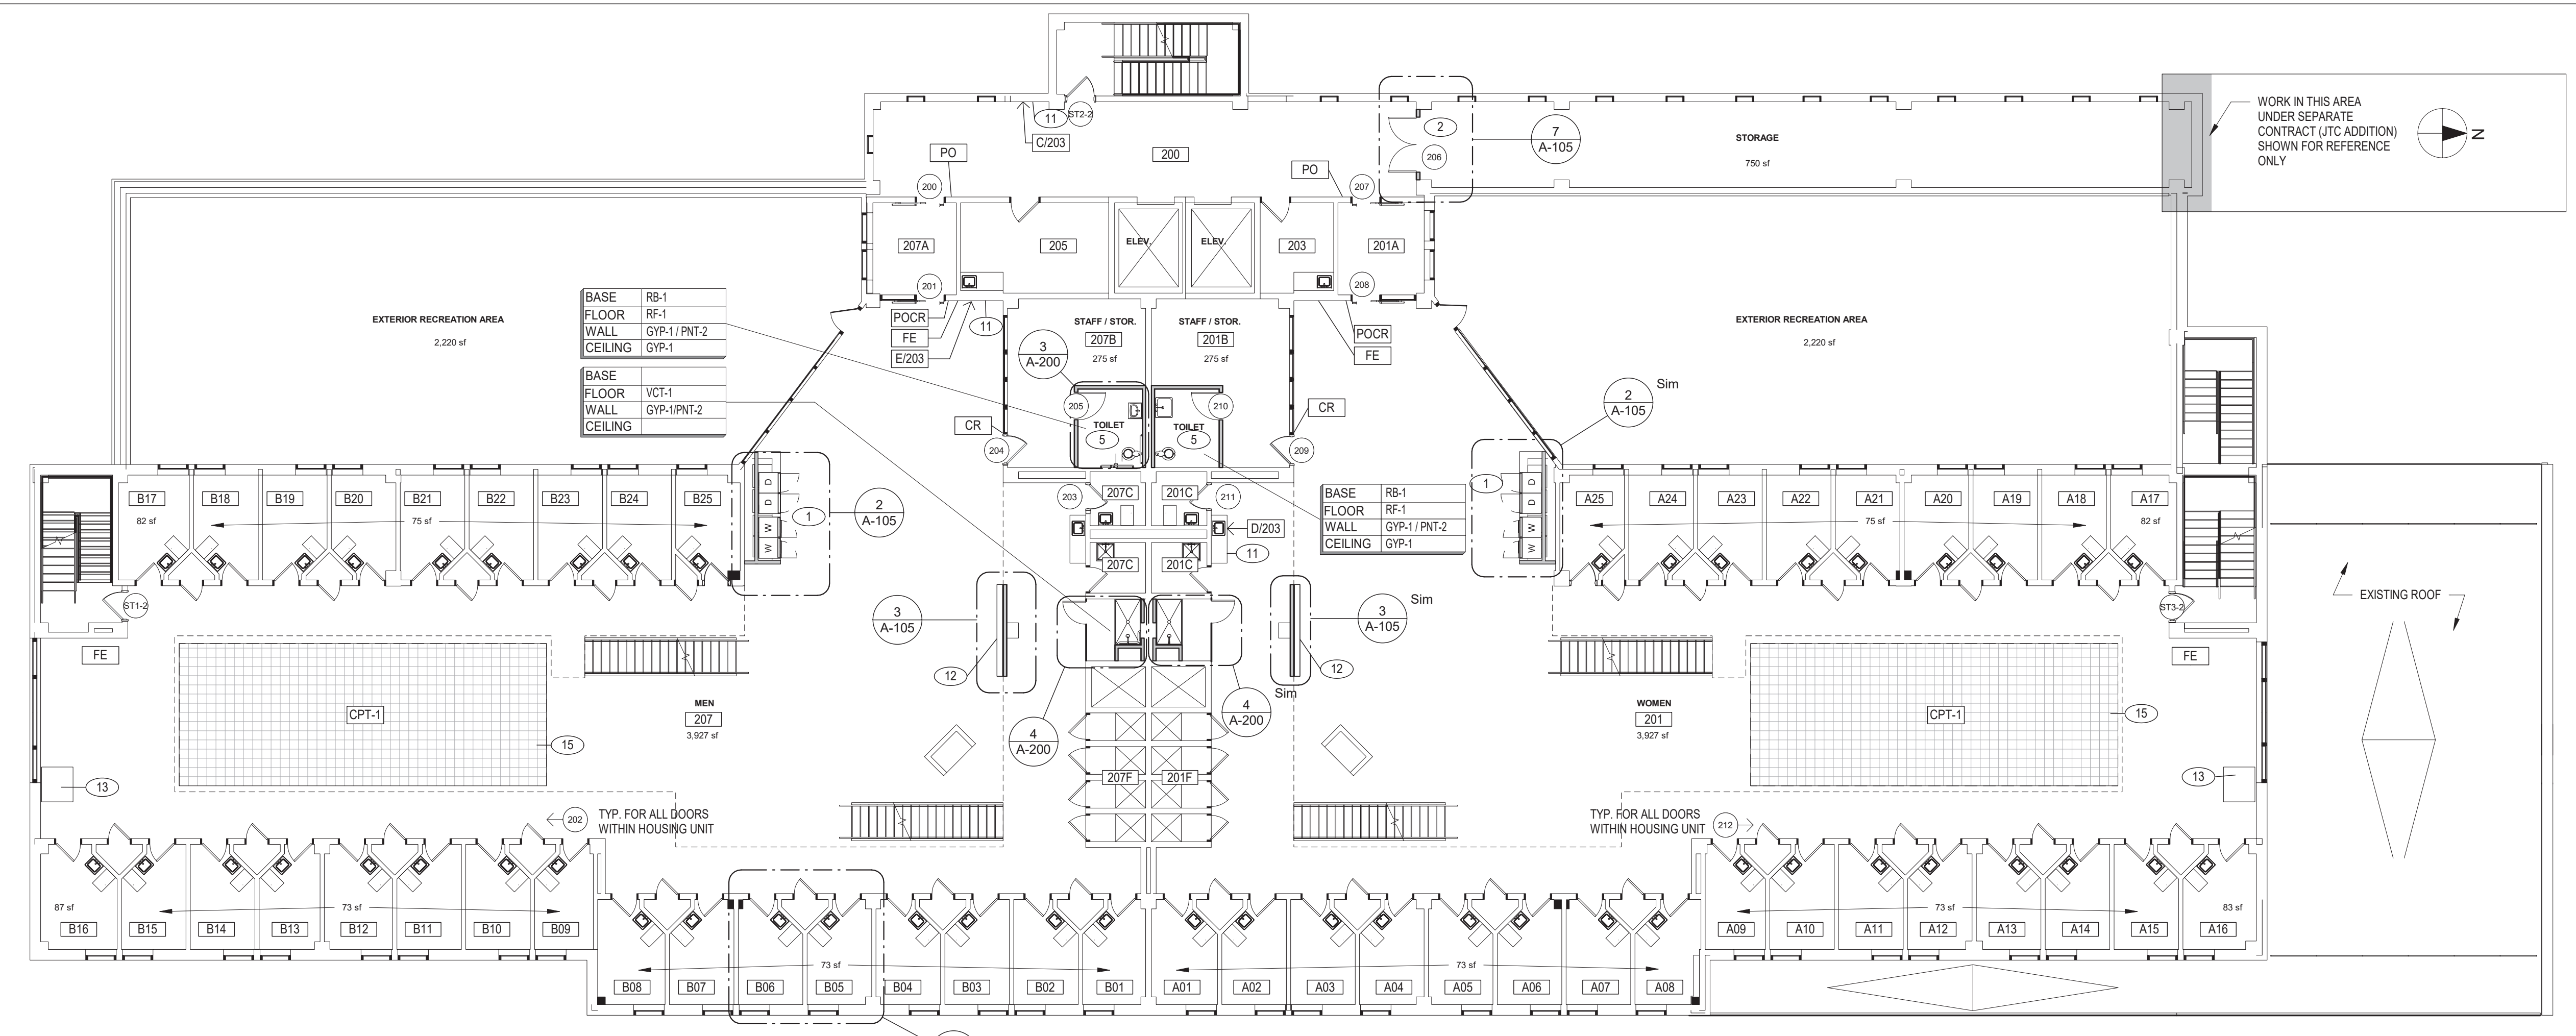 WORK IN THIS AREA
UNDER SEPARATE
CONTRACT (JTC ADDITION)
SHOWN FOR REFERENCE
ONLY
N
11
ST2-2
C/203
200
PO
200
PO
207
2
206
7
A-105
STORAGE
750 sf
207A
205
ELEV.
ELEV.
203
201A
201
208
EXTERIOR RECREATION AREA
2,220 sf
BASE RB-1
FLOOR RF-1
WALL GYP-1 / PNT-2
CEILING GYP-1
BASE
FLOOR VCT-1
WALL GYP-1/PNT-2
CEILING
POCR
FE
E/203
11
3
A-200
STAFF / STOR.
207B
275 sf
STAFF / STOR.
201B
275 sf
POCR
FE
EXTERIOR RECREATION AREA
2,220 sf
2
A-105
Sim
CR
204
205
TOILET
5
210
TOILET
5
CR
209
B17
82 sf
B18
B19
B20
B21
B22
B23
B24
B25
75 sf
D
D
W
W
1
2
A-105
203
207C
201C
211
D/203
11
207C
201C
BASE RB-1
FLOOR RF-1
WALL GYP-1 / PNT-2
CEILING GYP-1
1
D
D
W
W
A25
A24
A23
A22
A21
A20
A19
A18
A17
75 sf
82 sf
ST1-2
ST3-2
EXISTING ROOF
3
A-105
12
3
A-105
Sim
12
FE
FE
CPT-1
15
MEN
207
3,927 sf
4
A-200
4
A-200
Sim
WOMEN
201
3,927 sf
CPT-1
15
13
13
207F
201F
202
TYP. FOR ALL DOORS
WITHIN HOUSING UNIT
TYP. FOR ALL DOORS
WITHIN HOUSING UNIT
212
87 sf
73 sf
B16
B15
B14
B13
B12
B11
B10
B09
73 sf
B08
B07
B06
B05
B04
B03
B02
B01
73 sf
A01
A02
A03
A04
A05
A06
A07
A08
73 sf
83 sf
A09
A10
A11
A12
A13
A14
A15
A16